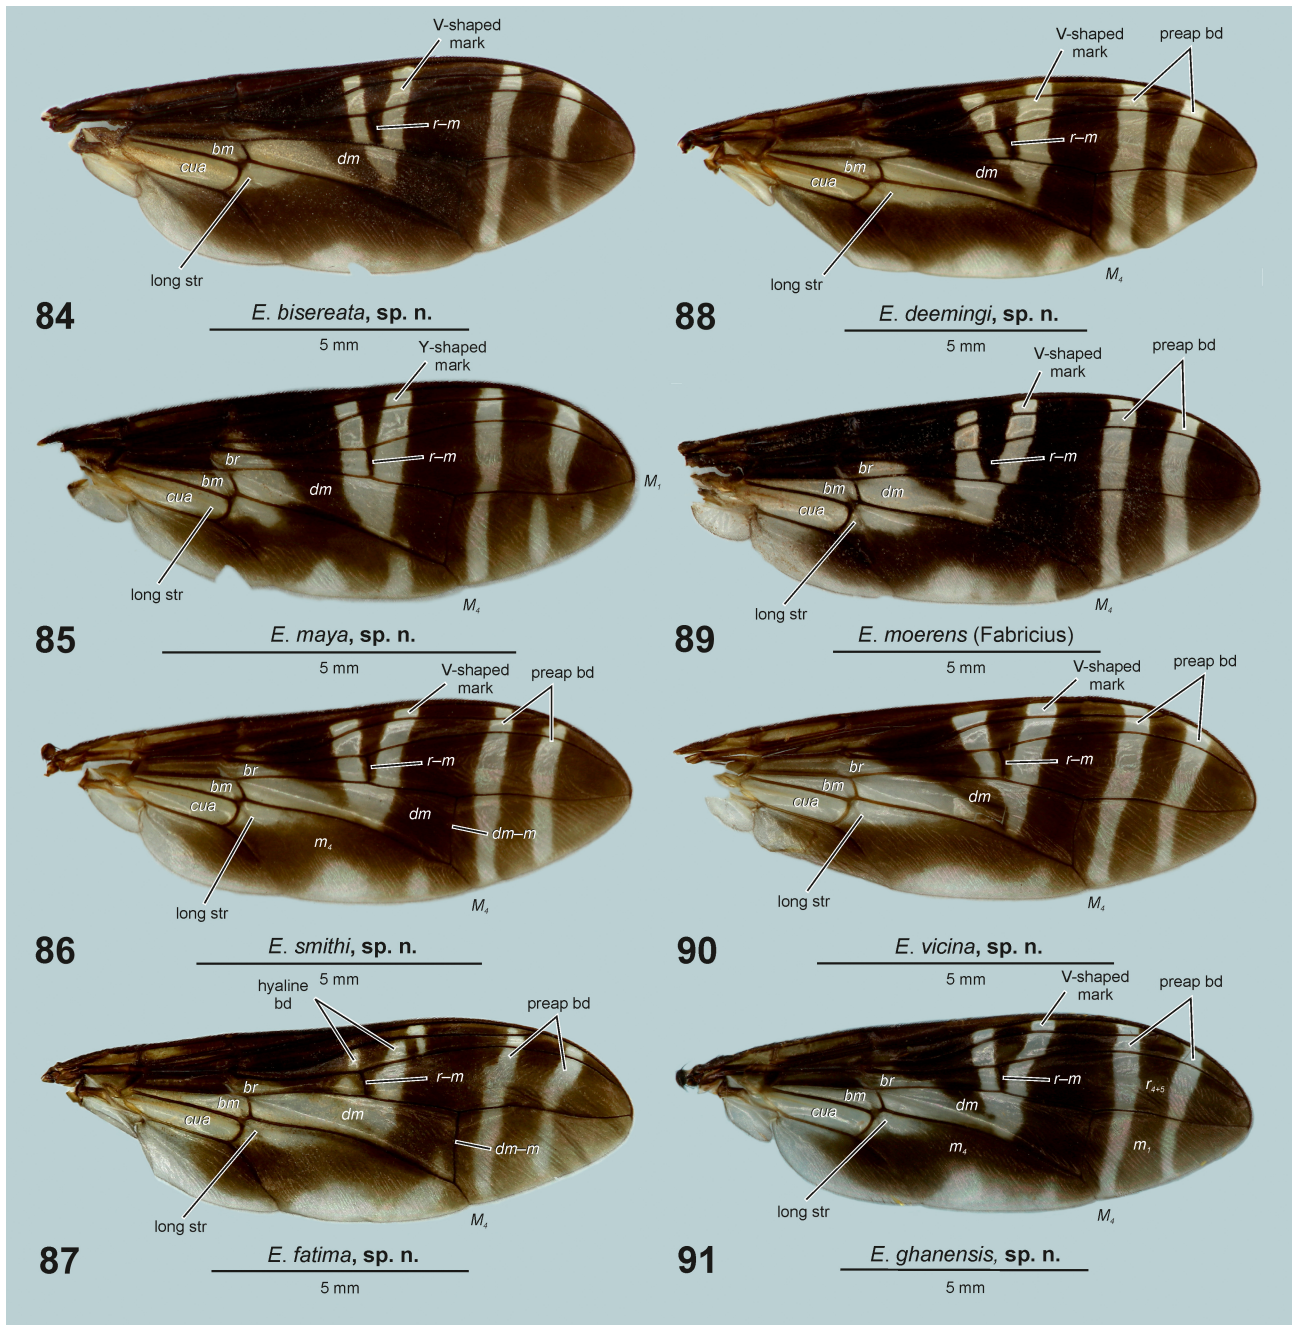 V-shaped
mark
r–m
bm
dm
cua
long str
84
E. bisereata, sp. n.
5 mm
Y-shaped
mark
br
r–m
bm
dm
cua
M1
long str
M4
85
E. maya, sp. n.
5 mm
V-shaped
mark
preap bd
r–m
br
bm
cua
dm
dm–m
m4
long str
M4
86
E. smithi, sp. n.
5 mm
hyaline
bd
preap bd
r–m
br
bm
dm
cua
dm–m
long str
M4
87
E. fatima, sp. n.
5 mm
V-shaped
mark
preap bd
r–m
bm
dm
cua
long str
M4
88
E. deemingi, sp. n.
5 mm
V-shaped
mark
preap bd
r–m
br
bm
dm
cua
long str
M4
89
E. moerens (Fabricius)
5 mm
V-shaped
mark
preap bd
r–m
br
bm
dm
cua
long str
M4
90
E. vicina, sp. n.
5 mm
V-shaped
mark
preap bd
r–m
br
r4+5
bm
dm
cua
m4
m1
long str
M4
91
E. ghanensis, sp. n.
5 mm